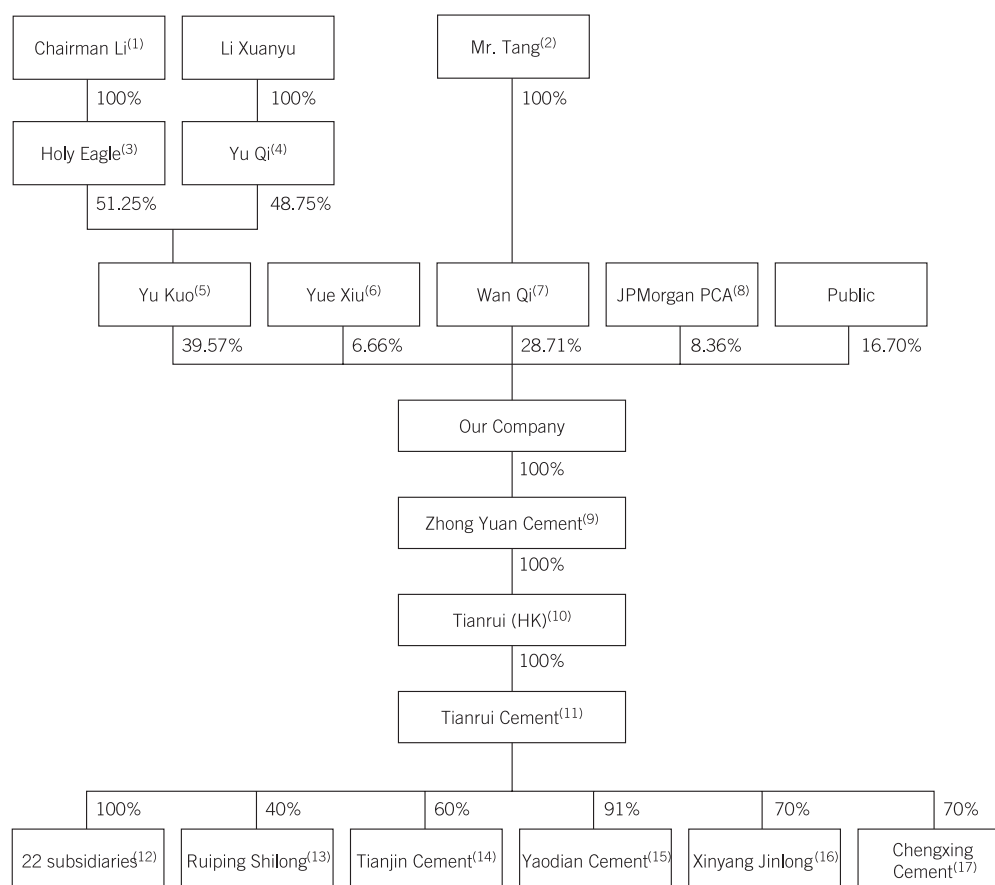 Chairman Li(1)
Li Xuanyu
Mr. Tang(2)
100%
100%
100%
Holy Eagle(3)
Yu Qi(4)
51.25%
48.75%
Yu Kuo(5)
Yue Xiu(6)
Wan Qi(7)
JPMorgan PCA(8)
Public
39.57%
6.66%
28.71%
8.36%
16.70%
Our Company
100%
Zhong Yuan Cement(9)
100%
Tianrui (HK)(10)
100%
Tianrui Cement(11)
100%
40%
60%
91%
70%
70%
22 subsidiaries(12)
Ruiping Shilong(13)
Tianjin Cement(14)
Yaodian Cement(15)
Xinyang Jinlong(16)
Chengxing
Cement(17)